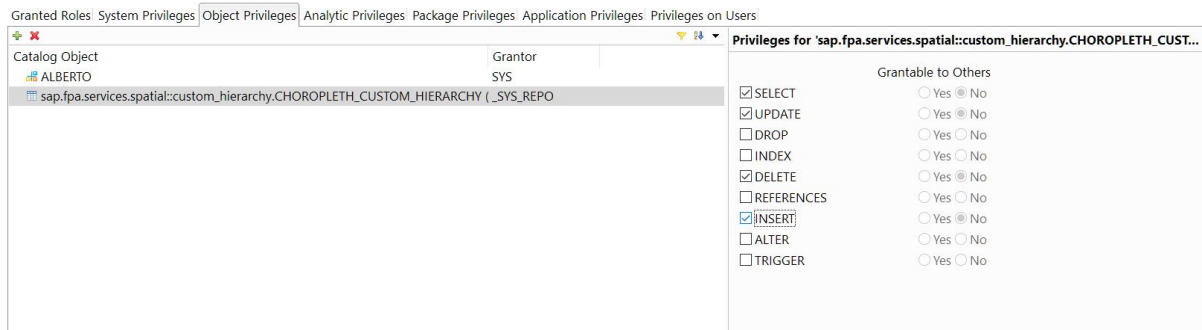 Granted Roles System Privileges Object Privileges Analytic Privileges Package Privileges Application Privileges Privileges on Users
Catalog Object Grantor
ALBERTO SYS
sap.fpa.services.spatial::custom_hierarchy.CHOROPLETH_CUSTOM_HIERARCHY ( _SYS_REPO
Privileges for 'sap.fpa.services.spatial::custom_hierarchy.CHOROPLETH_CUST...
Grantable to Others
SELECT Yes No
UPDATE Yes No
DROP Yes No
INDEX Yes No
DELETE Yes No
REFERENCES Yes No
INSERT Yes No
ALTER Yes No
TRIGGER Yes No